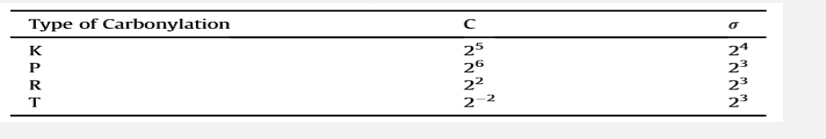 Type of Carbonylation C σ
K 2⁵ 2⁴
P 2⁶ 2³
R 2² 2³
T 2⁻² 2³